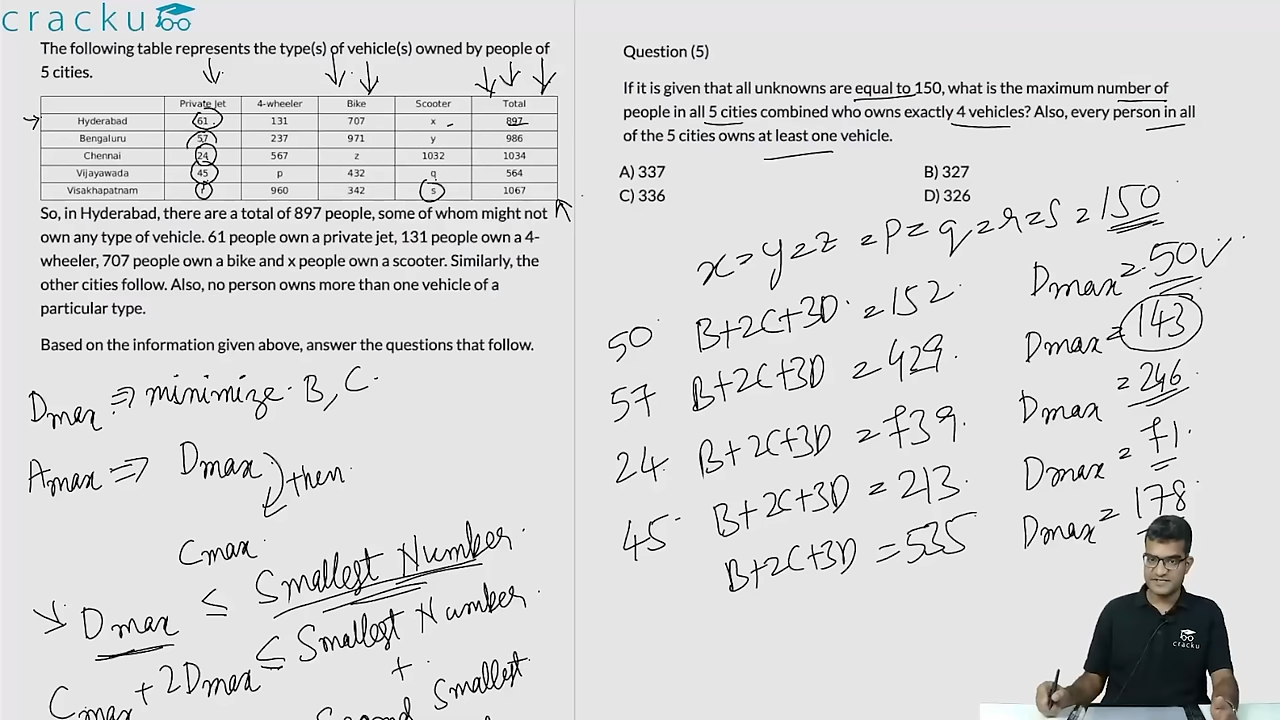 cracku
The following table represents the type(s) of vehicle(s) owned by people of
5 cities.
Private Jet 4-wheeler Bike Scooter Total
Hyderabad 61 131 707 x 897
Bengaluru 57 237 971 y 986
Chennai 24 567 z 1032 1034
Vijayawada 45 p 432 q 564
Visakhapatnam r 960 342 s 1067
So, in Hyderabad, there are a total of 897 people, some of whom might not
own any type of vehicle. 61 people own a private jet, 131 people own a 4-
wheeler, 707 people own a bike and x people own a scooter. Similarly, the
other cities follow. Also, no person owns more than one vehicle of a
particular type.
Based on the information given above, answer the questions that follow.
Dmax => minimize B, C.
Amax => Dmax
then
Cmax
Dmax ≤ Smallest Number
Cmax + 2Dmax ≤ Smallest Number
+
Second Smallest
Question (5)
If it is given that all unknowns are equal to 150, what is the maximum number of
people in all 5 cities combined who owns exactly 4 vehicles? Also, every person in all
of the 5 cities owns at least one vehicle.
A) 337 B) 327
C) 336 D) 326
x = y = z = p = q = r = s = 150
50 B+2C+3D = 152 Dmax = 50
57 B+2C+3D = 429 Dmax = 143
24 B+2C+3D = 739 Dmax = 246
45 B+2C+3D = 213 Dmax = 71
B+2C+3D = 535 Dmax = 178
cracku